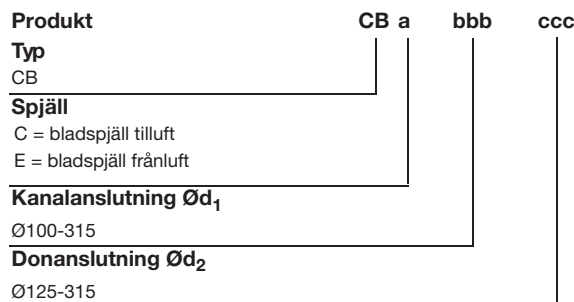 Produkt CB a bbb ccc
Typ
CB
Spjäll
C = bladspjäll tilluft
E = bladspjäll frånluft
Kanalanslutning Ød₁
Ø100-315
Donanslutning Ød₂
Ø125-315